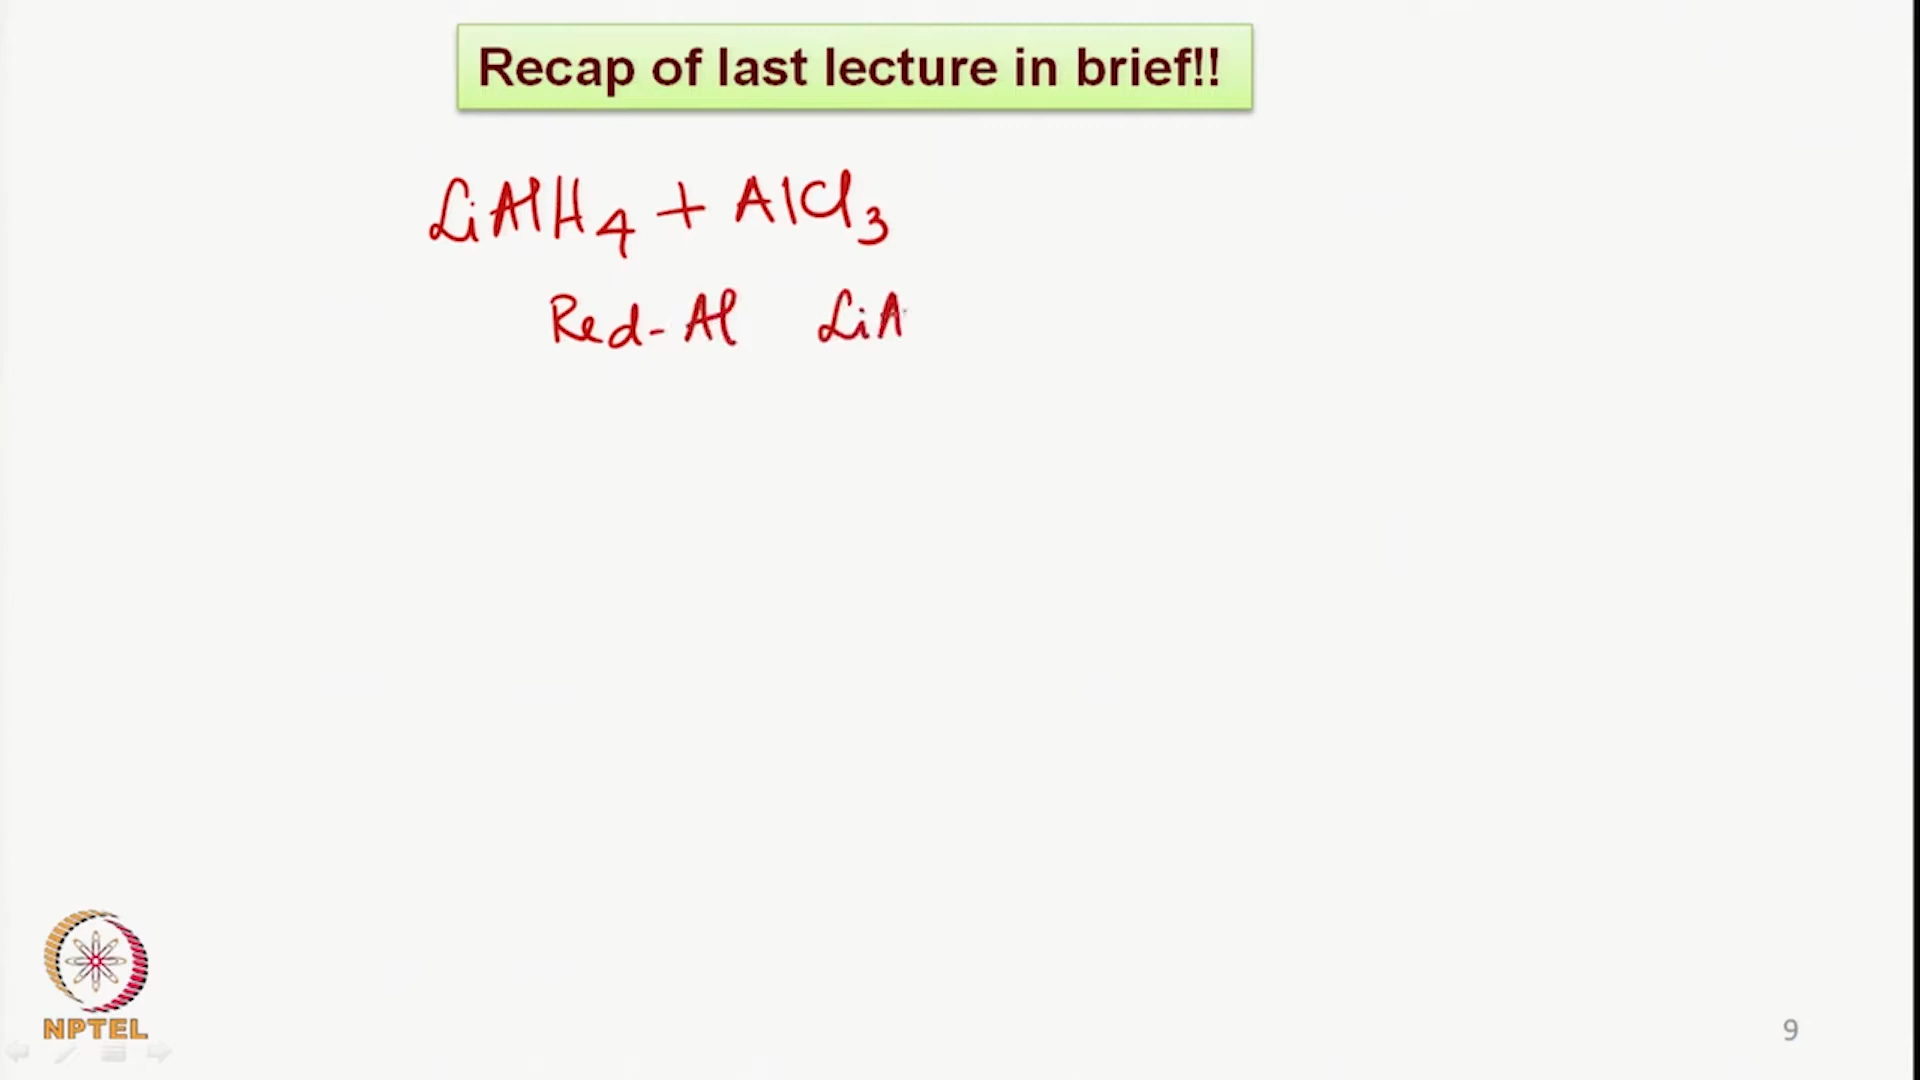 Recap of last lecture in brief!!
LiAlH4 + AlCl3
Red-Al LiA
NPTEL
9